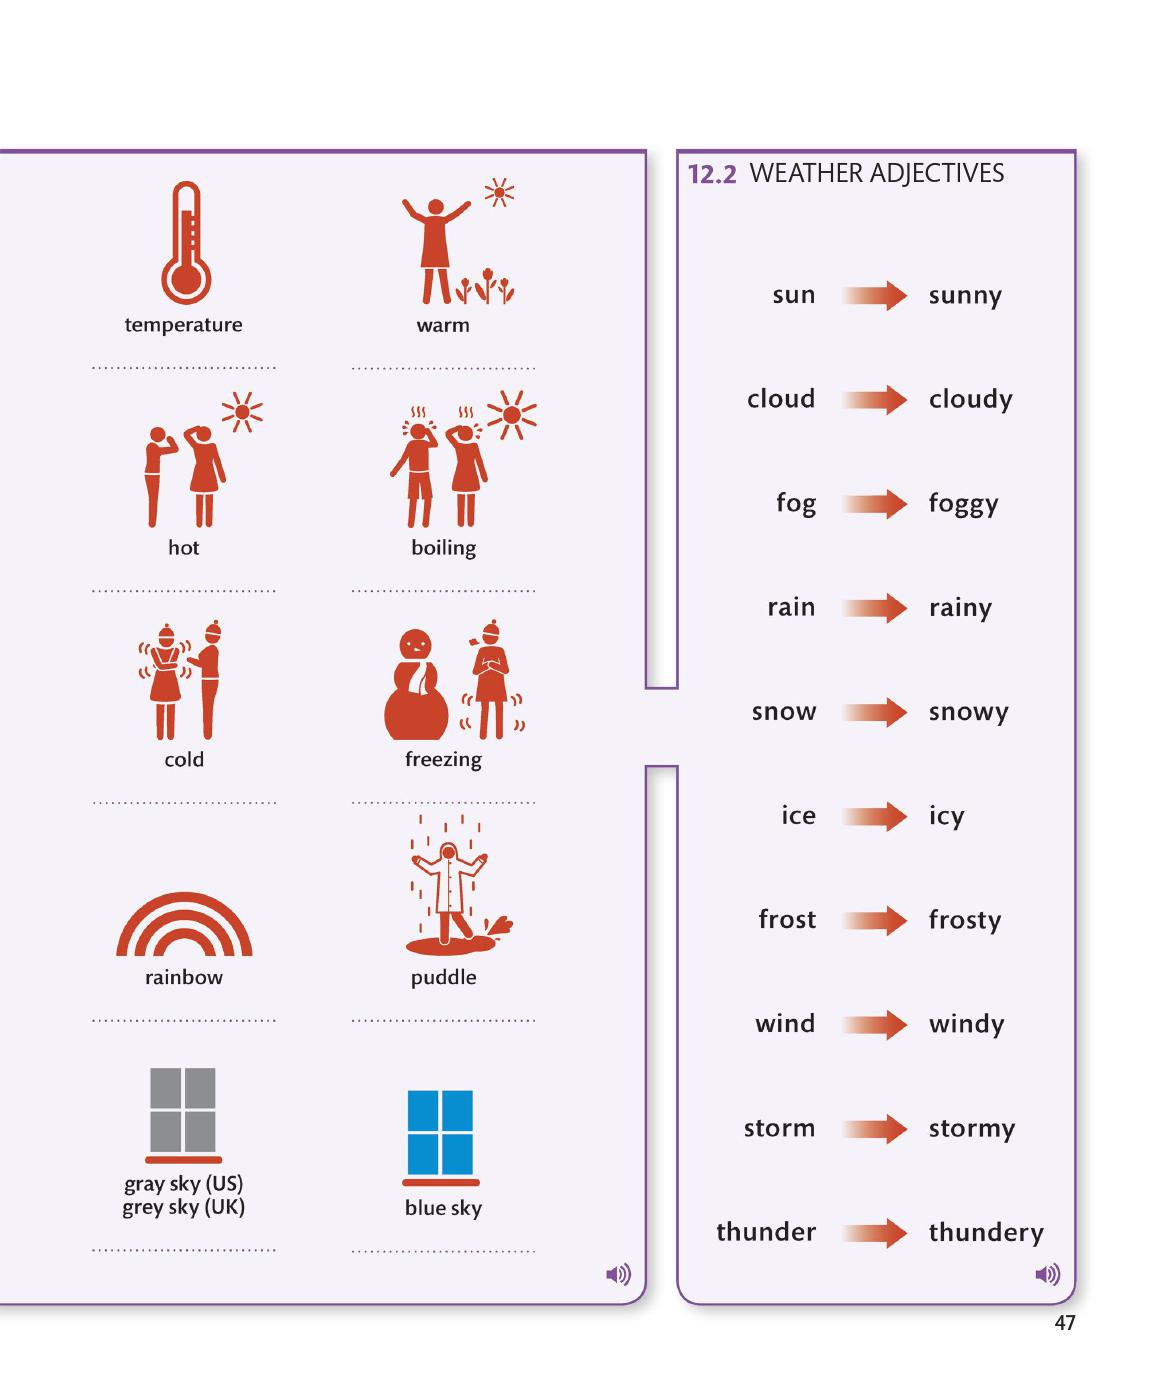 temperature
warm
hot
boiling
cold
freezing
rainbow
puddle
gray sky (US)
grey sky (UK)
blue sky
12.2 WEATHER ADJECTIVES
sun sunny
cloud cloudy
fog foggy
rain rainy
snow snowy
ice icy
frost frosty
wind windy
storm stormy
thunder thundery
47